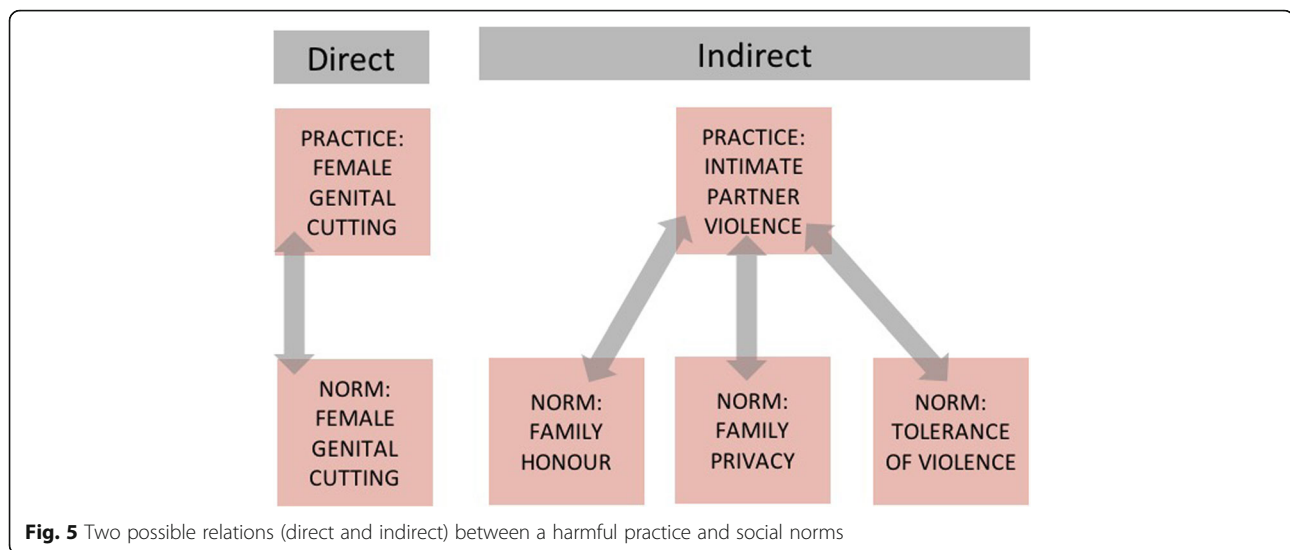 Direct
Indirect
PRACTICE:
FEMALE
GENITAL
CUTTING
PRACTICE:
INTIMATE
PARTNER
VIOLENCE
NORM:
FEMALE
GENITAL
CUTTING
NORM:
FAMILY
HONOUR
NORM:
FAMILY
PRIVACY
NORM:
TOLERANCE
OF VIOLENCE
Fig. 5 Two possible relations (direct and indirect) between a harmful practice and social norms